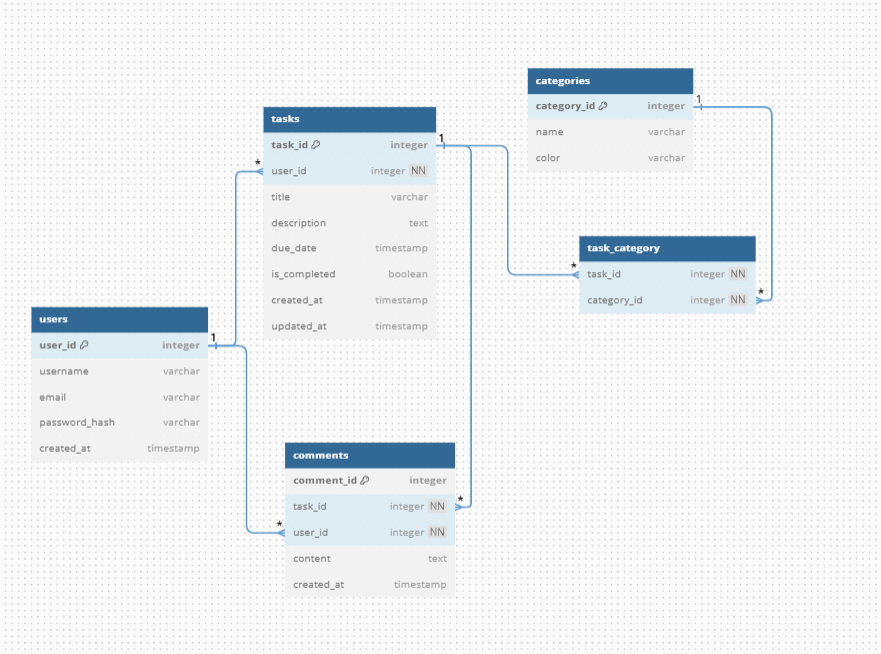 categories
category_id integer
name varchar
color varchar
1
tasks
task_id integer
user_id integer NN
title varchar
description text
due_date timestamp
is_completed boolean
created_at timestamp
updated_at timestamp
1
*
task_category
task_id integer NN
category_id integer NN
*
*
users
user_id integer
username varchar
email varchar
password_hash varchar
created_at timestamp
1
comments
comment_id integer
task_id integer NN
user_id integer NN
content text
created_at timestamp
*
*